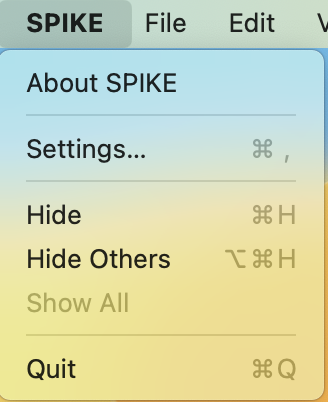 SPIKE File Edit
About SPIKE
Settings... ⌘ ,
Hide ⌘H
Hide Others ⌥⌘H
Show All
Quit ⌘Q